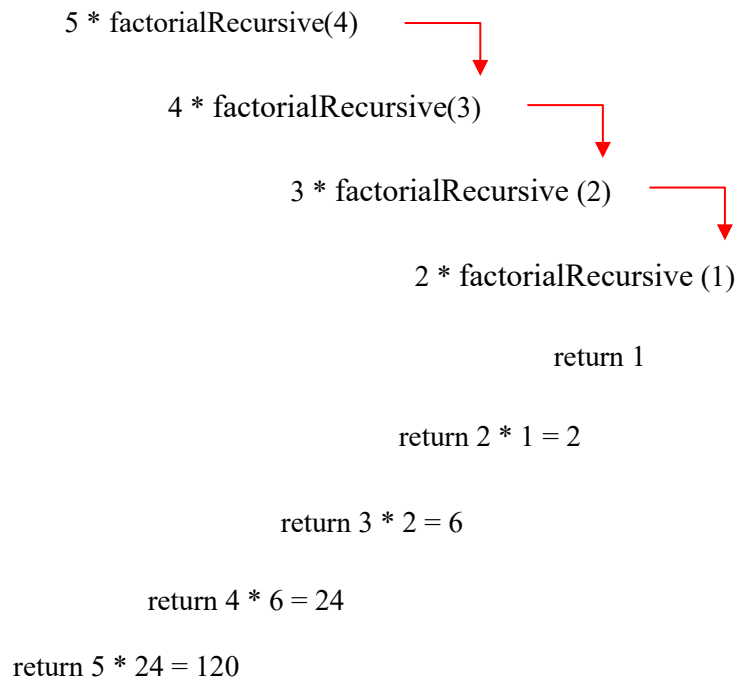 5 * factorialRecursive(4)
4 * factorialRecursive(3)
3 * factorialRecursive (2)
2 * factorialRecursive (1)
return 1
return 2 * 1 = 2
return 3 * 2 = 6
return 4 * 6 = 24
return 5 * 24 = 120